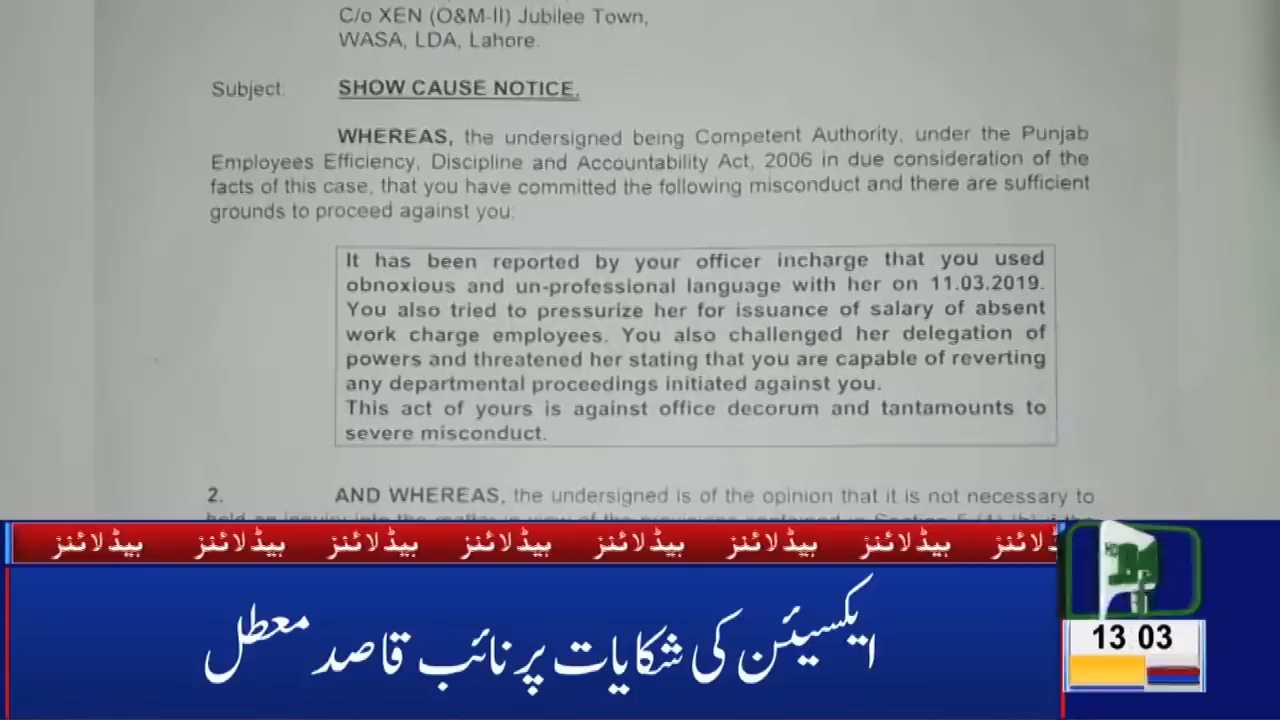 C/o XEN (O&M-II) Jubilee Town,
WASA, LDA, Lahore.
Subject. SHOW CAUSE NOTICE.
WHEREAS, the undersigned being Competent Authority, under the Punjab
Employees Efficiency, Discipline and Accountability Act, 2006 in due consideration of the
facts of this case, that you have committed the following misconduct and there are sufficient
grounds to proceed against you.
It has been reported by your officer incharge that you used
obnoxious and un-professional language with her on 11.03.2019.
You also tried to pressurize her for issuance of salary of absent
work charge employees. You also challenged her delegation of
powers and threatened her stating that you are capable of reverting
any departmental proceedings initiated against you.
This act of yours is against office decorum and tantamounts to
severe misconduct.
2. AND WHEREAS, the undersigned is of the opinion that it is not necessary to
ہیڈلائنز ہیڈلائنز ہیڈلائنز ہیڈلائنز ہیڈلائنز ہیڈلائنز ہیڈلائنز
ایکسیئن کی شکایات پر نائب قاصد معطل
13 03